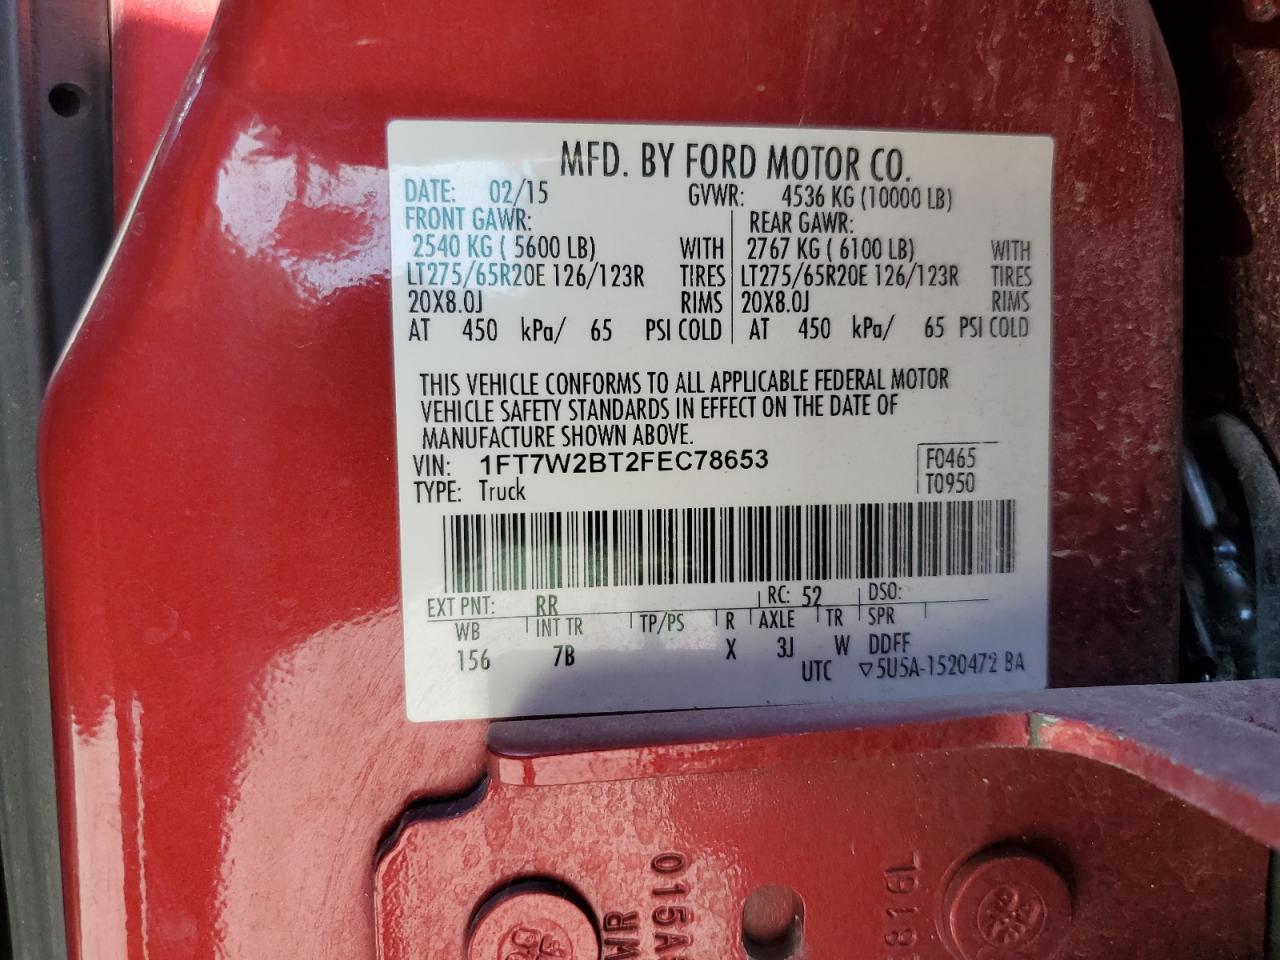 MFD. BY FORD MOTOR CO.
DATE: 02/15 GVWR: 4536 KG (10000 LB)
FRONT GAWR: REAR GAWR:
2540 KG ( 5600 LB) WITH 2767 KG ( 6100 LB) WITH
LT275/65R20E 126/123R TIRES LT275/65R20E 126/123R TIRES
20X8.0J RIMS 20X8.0J RIMS
AT 450 kPa/ 65 PSI COLD AT 450 kPa/ 65 PSI COLD
THIS VEHICLE CONFORMS TO ALL APPLICABLE FEDERAL MOTOR
VEHICLE SAFETY STANDARDS IN EFFECT ON THE DATE OF
MANUFACTURE SHOWN ABOVE.
VIN: 1FT7W2BT2FEC78653 F0465
TYPE: Truck T0950
EXT PNT: RR RC: 52 DSO:
WB INT TR TP/PS R AXLE TR SPR
156 7B X 3J W DDFF
UTC ▽5U5A-1520472 BA
015A
WR